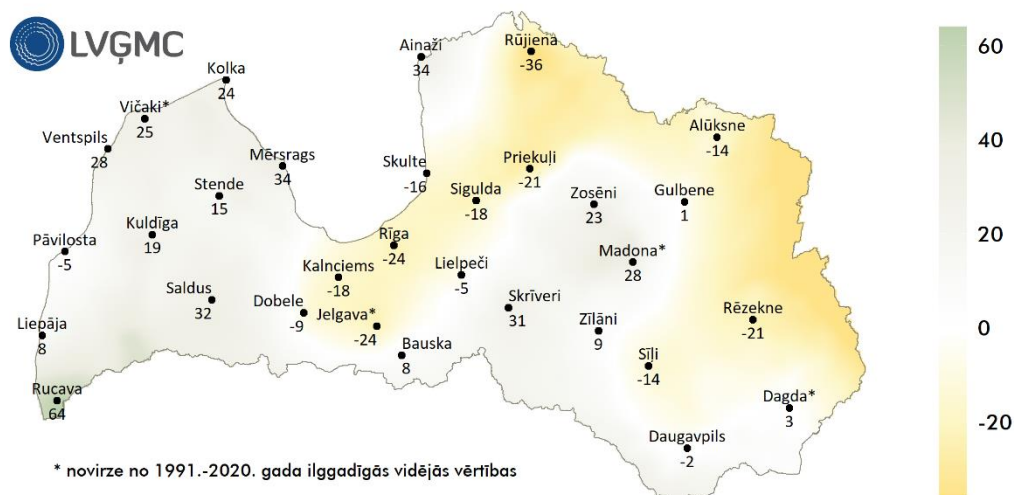 LVĢMC
Ainaži
34
Rūjiena
-36
Kolka
24
Vičaki*
25
Ventspils
28
Mērsrags
34
Stende
15
Skulte
-16
Priekuļi
-21
Alūksne
-14
Sigulda
-18
Zosēni
23
Gulbene
1
Kuldīga
19
Pāvilosta
-5
Rīga
-24
Madona*
28
Kalnciems
-18
Lielpeči
-5
Saldus
32
Dobele
-9
Jelgava*
-24
Skrīveri
31
Zīlāni
9
Rēzekne
-21
Liepāja
8
Bauska
8
Sīļi
-14
Rucava
64
Dagda*
3
Daugavpils
-2
60
40
20
0
-20
* novirze no 1991.-2020. gada ilggadīgās vidējās vērtības